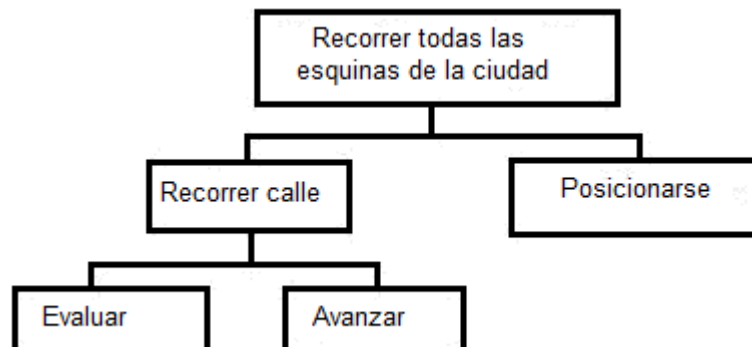 Recorrer todas las
esquinas de la ciudad
Recorrer calle
Posicionarse
Evaluar
Avanzar